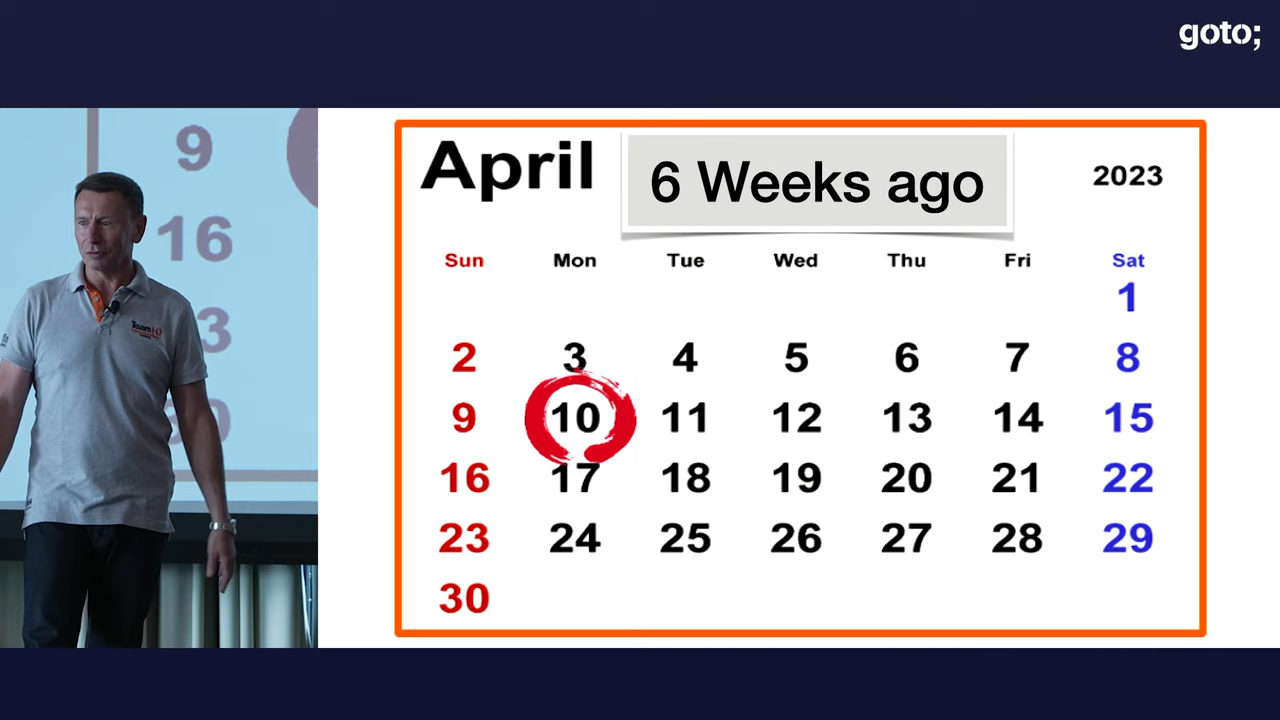 goto;
April
6 Weeks ago
2023
Sun Mon Tue Wed Thu Fri Sat
1
2 3 4 5 6 7 8
9 10 11 12 13 14 15
16 17 18 19 20 21 22
23 24 25 26 27 28 29
30
9
16
3
30